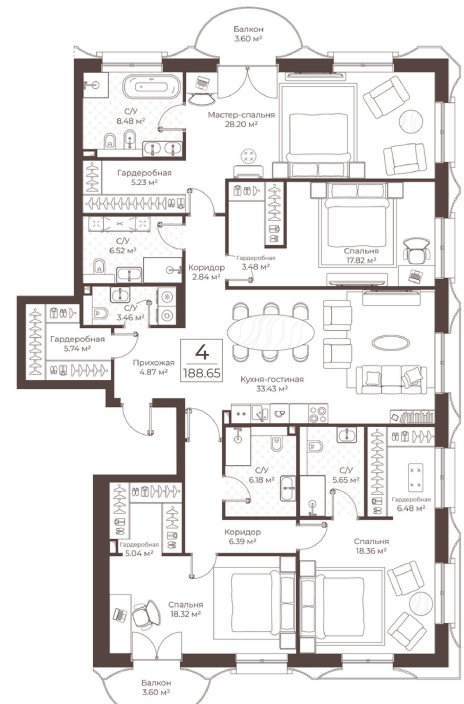 Балкон
3.60 м²
С/У
8.48 м²
Мастер-спальня
28.20 м²
Гардеробная
5.23 м²
С/У
6.52 м²
Коридор
2.84 м²
Гардеробная
3.48 м²
Спальня
17.82 м²
С/У
3.46 м²
Гардеробная
5.74 м²
Прихожая
4.87 м²
4
188.65
Кухня-гостиная
33.43 м²
С/У
6.18 м²
С/У
5.65 м²
6.48 м²
Гардеробная
5.04 м²
Коридор
6.39 м²
Спальня
18.36 м²
Спальня
18.32 м²
Балкон
3.60 м²